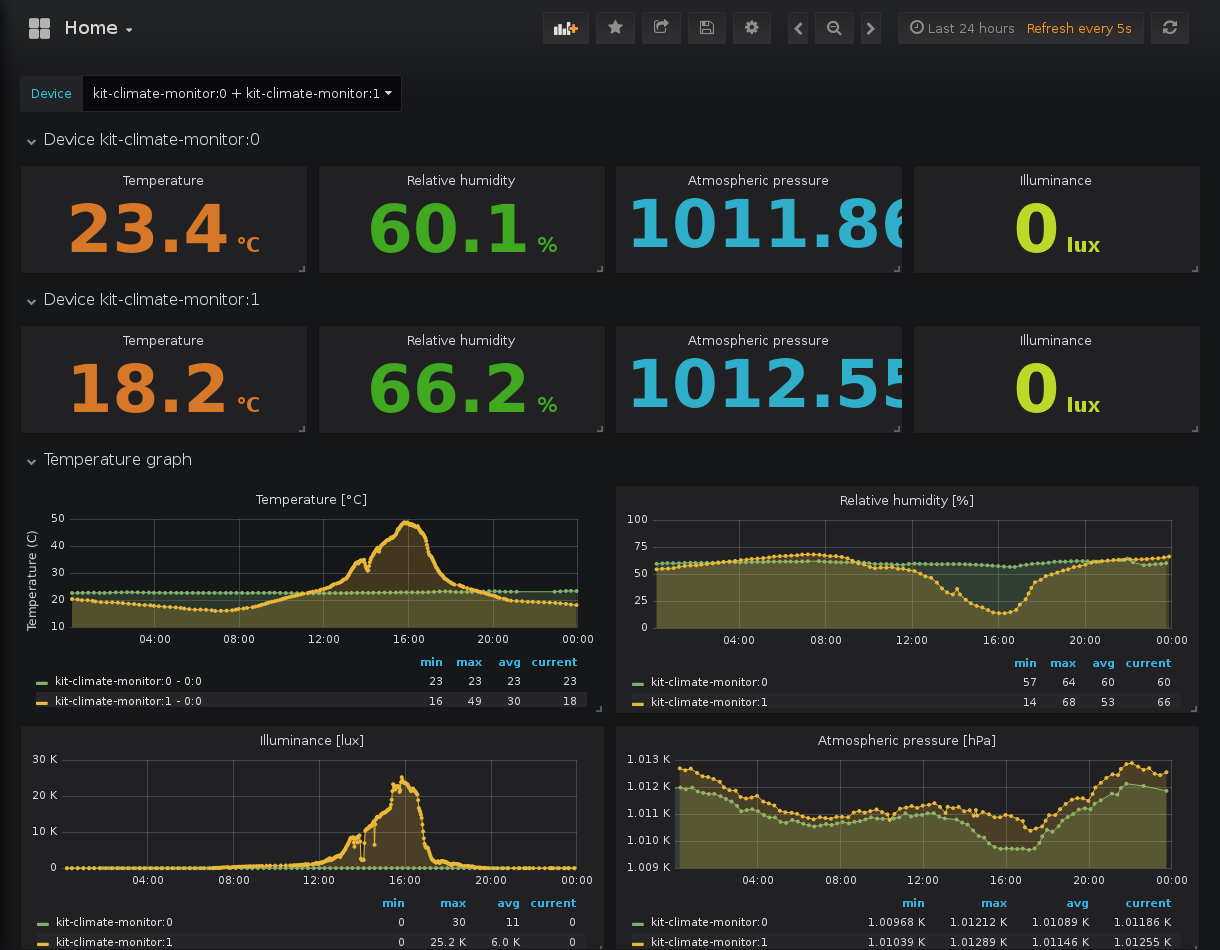 Home
Last 24 hours Refresh every 5s
Device kit-climate-monitor:0 + kit-climate-monitor:1
Device kit-climate-monitor:0
Temperature Relative humidity Atmospheric pressure Illuminance
23.4 °C 60.1 % 1011.86 0 lux
Device kit-climate-monitor:1
Temperature Relative humidity Atmospheric pressure Illuminance
18.2 °C 66.2 % 1012.55 0 lux
Temperature graph
Temperature [°C]
Temperature (C)
50
40
30
20
10
04:00 08:00 12:00 16:00 20:00 00:00
min max avg current
kit-climate-monitor:0 - 0:0 23 23 23 23
kit-climate-monitor:1 - 0:0 16 49 30 18
Relative humidity [%]
100
75
50
25
0
04:00 08:00 12:00 16:00 20:00 00:00
min max avg current
kit-climate-monitor:0 57 64 60 60
kit-climate-monitor:1 14 68 53 66
Illuminance [lux]
30 K
20 K
10 K
0
04:00 08:00 12:00 16:00 20:00 00:00
min max avg current
kit-climate-monitor:0 0 30 11 0
kit-climate-monitor:1 0 25.2 K 6.0 K 0
Atmospheric pressure [hPa]
1.013 K
1.012 K
1.011 K
1.010 K
1.009 K
04:00 08:00 12:00 16:00 20:00 00:00
min max avg current
kit-climate-monitor:0 1.00968 K 1.01212 K 1.01089 K 1.01186 K
kit-climate-monitor:1 1.01039 K 1.01289 K 1.01146 K 1.01255 K